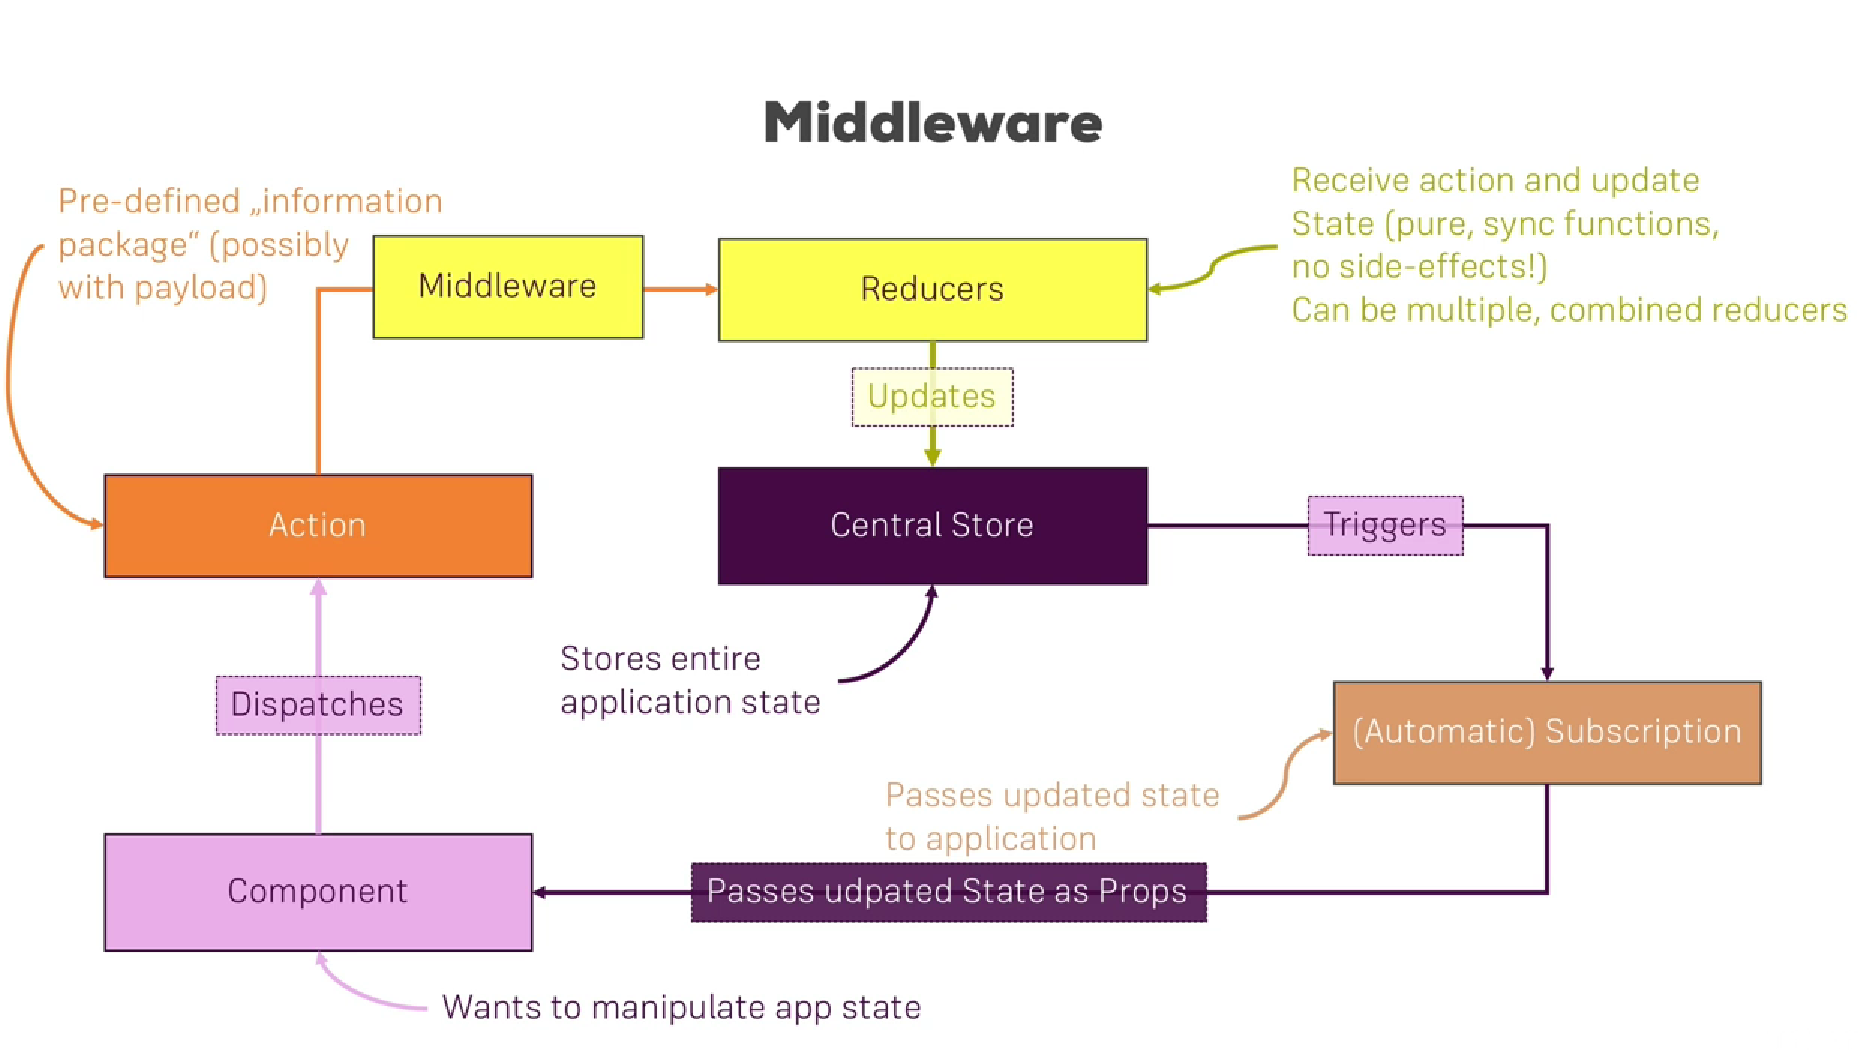 Middleware
Pre-defined „information
package“ (possibly
with payload)
Middleware
Reducers
Receive action and update
State (pure, sync functions,
no side-effects!)
Can be multiple, combined reducers
Updates
Action
Central Store
Triggers
Dispatches
Stores entire
application state
(Automatic) Subscription
Passes updated state
to application
Component
Passes udpated State as Props
Wants to manipulate app state